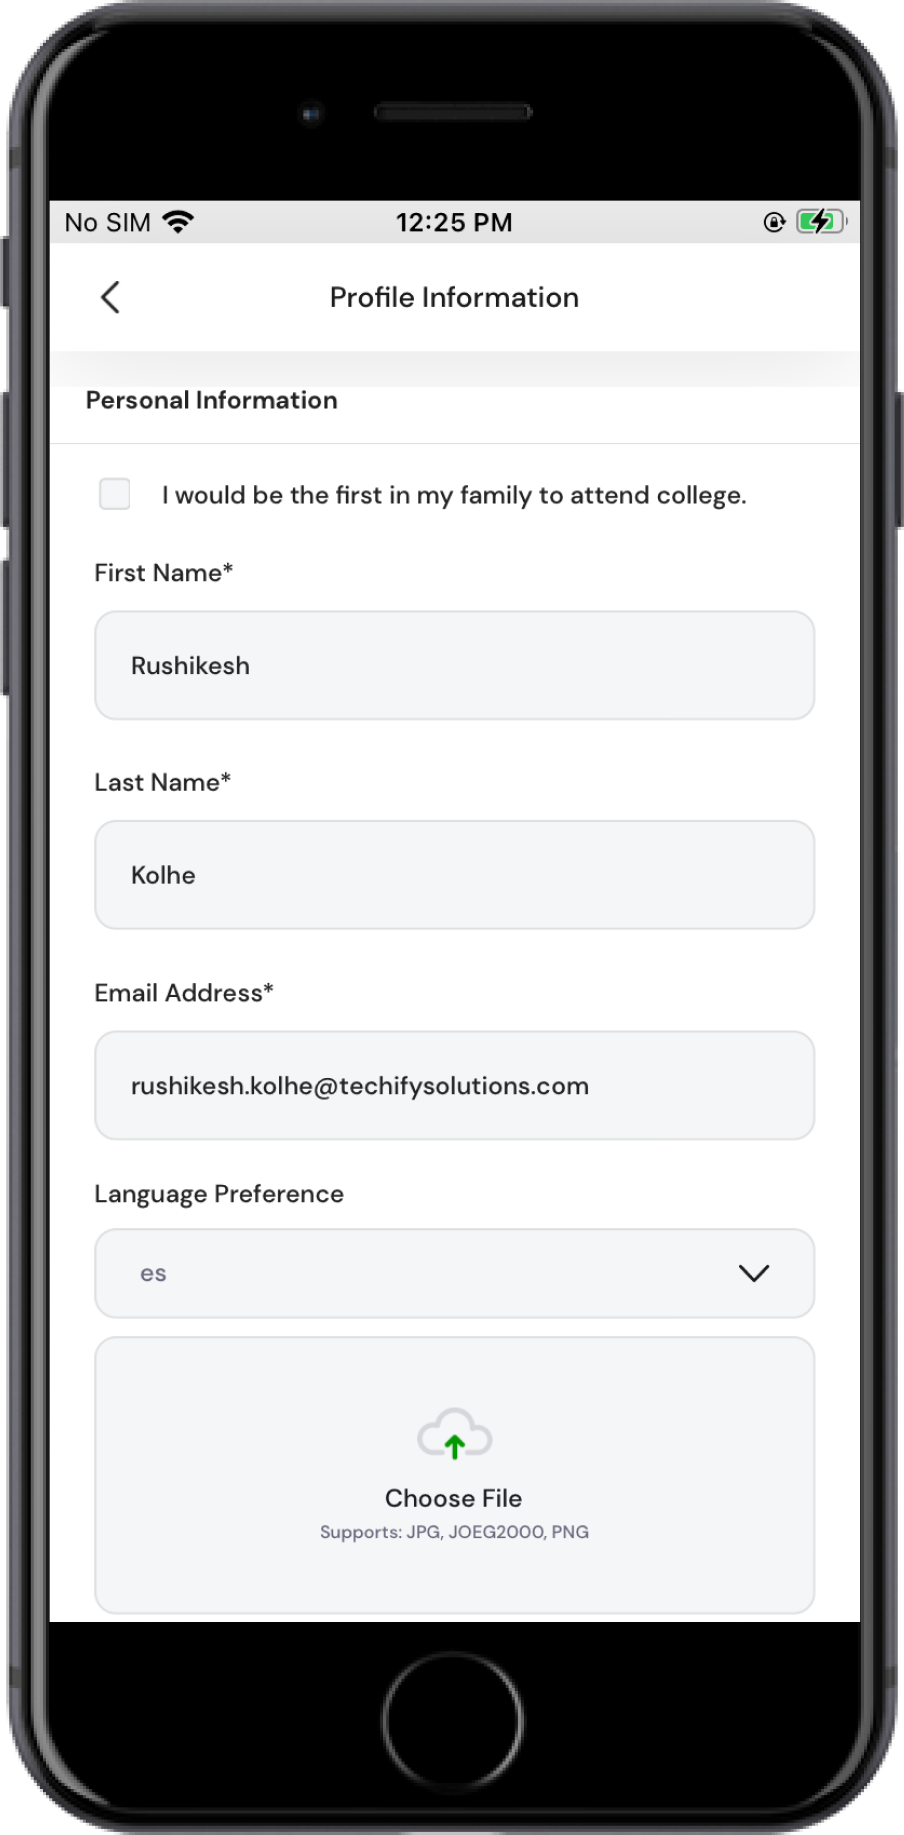 No SIM 12:25 PM
Profile Information
Personal Information
I would be the first in my family to attend college.
First Name*
Rushikesh
Last Name*
Kolhe
Email Address*
rushikesh.kolhe@techifysolutions.com
Language Preference
es
Choose File
Supports: JPG, JOEG2000, PNG